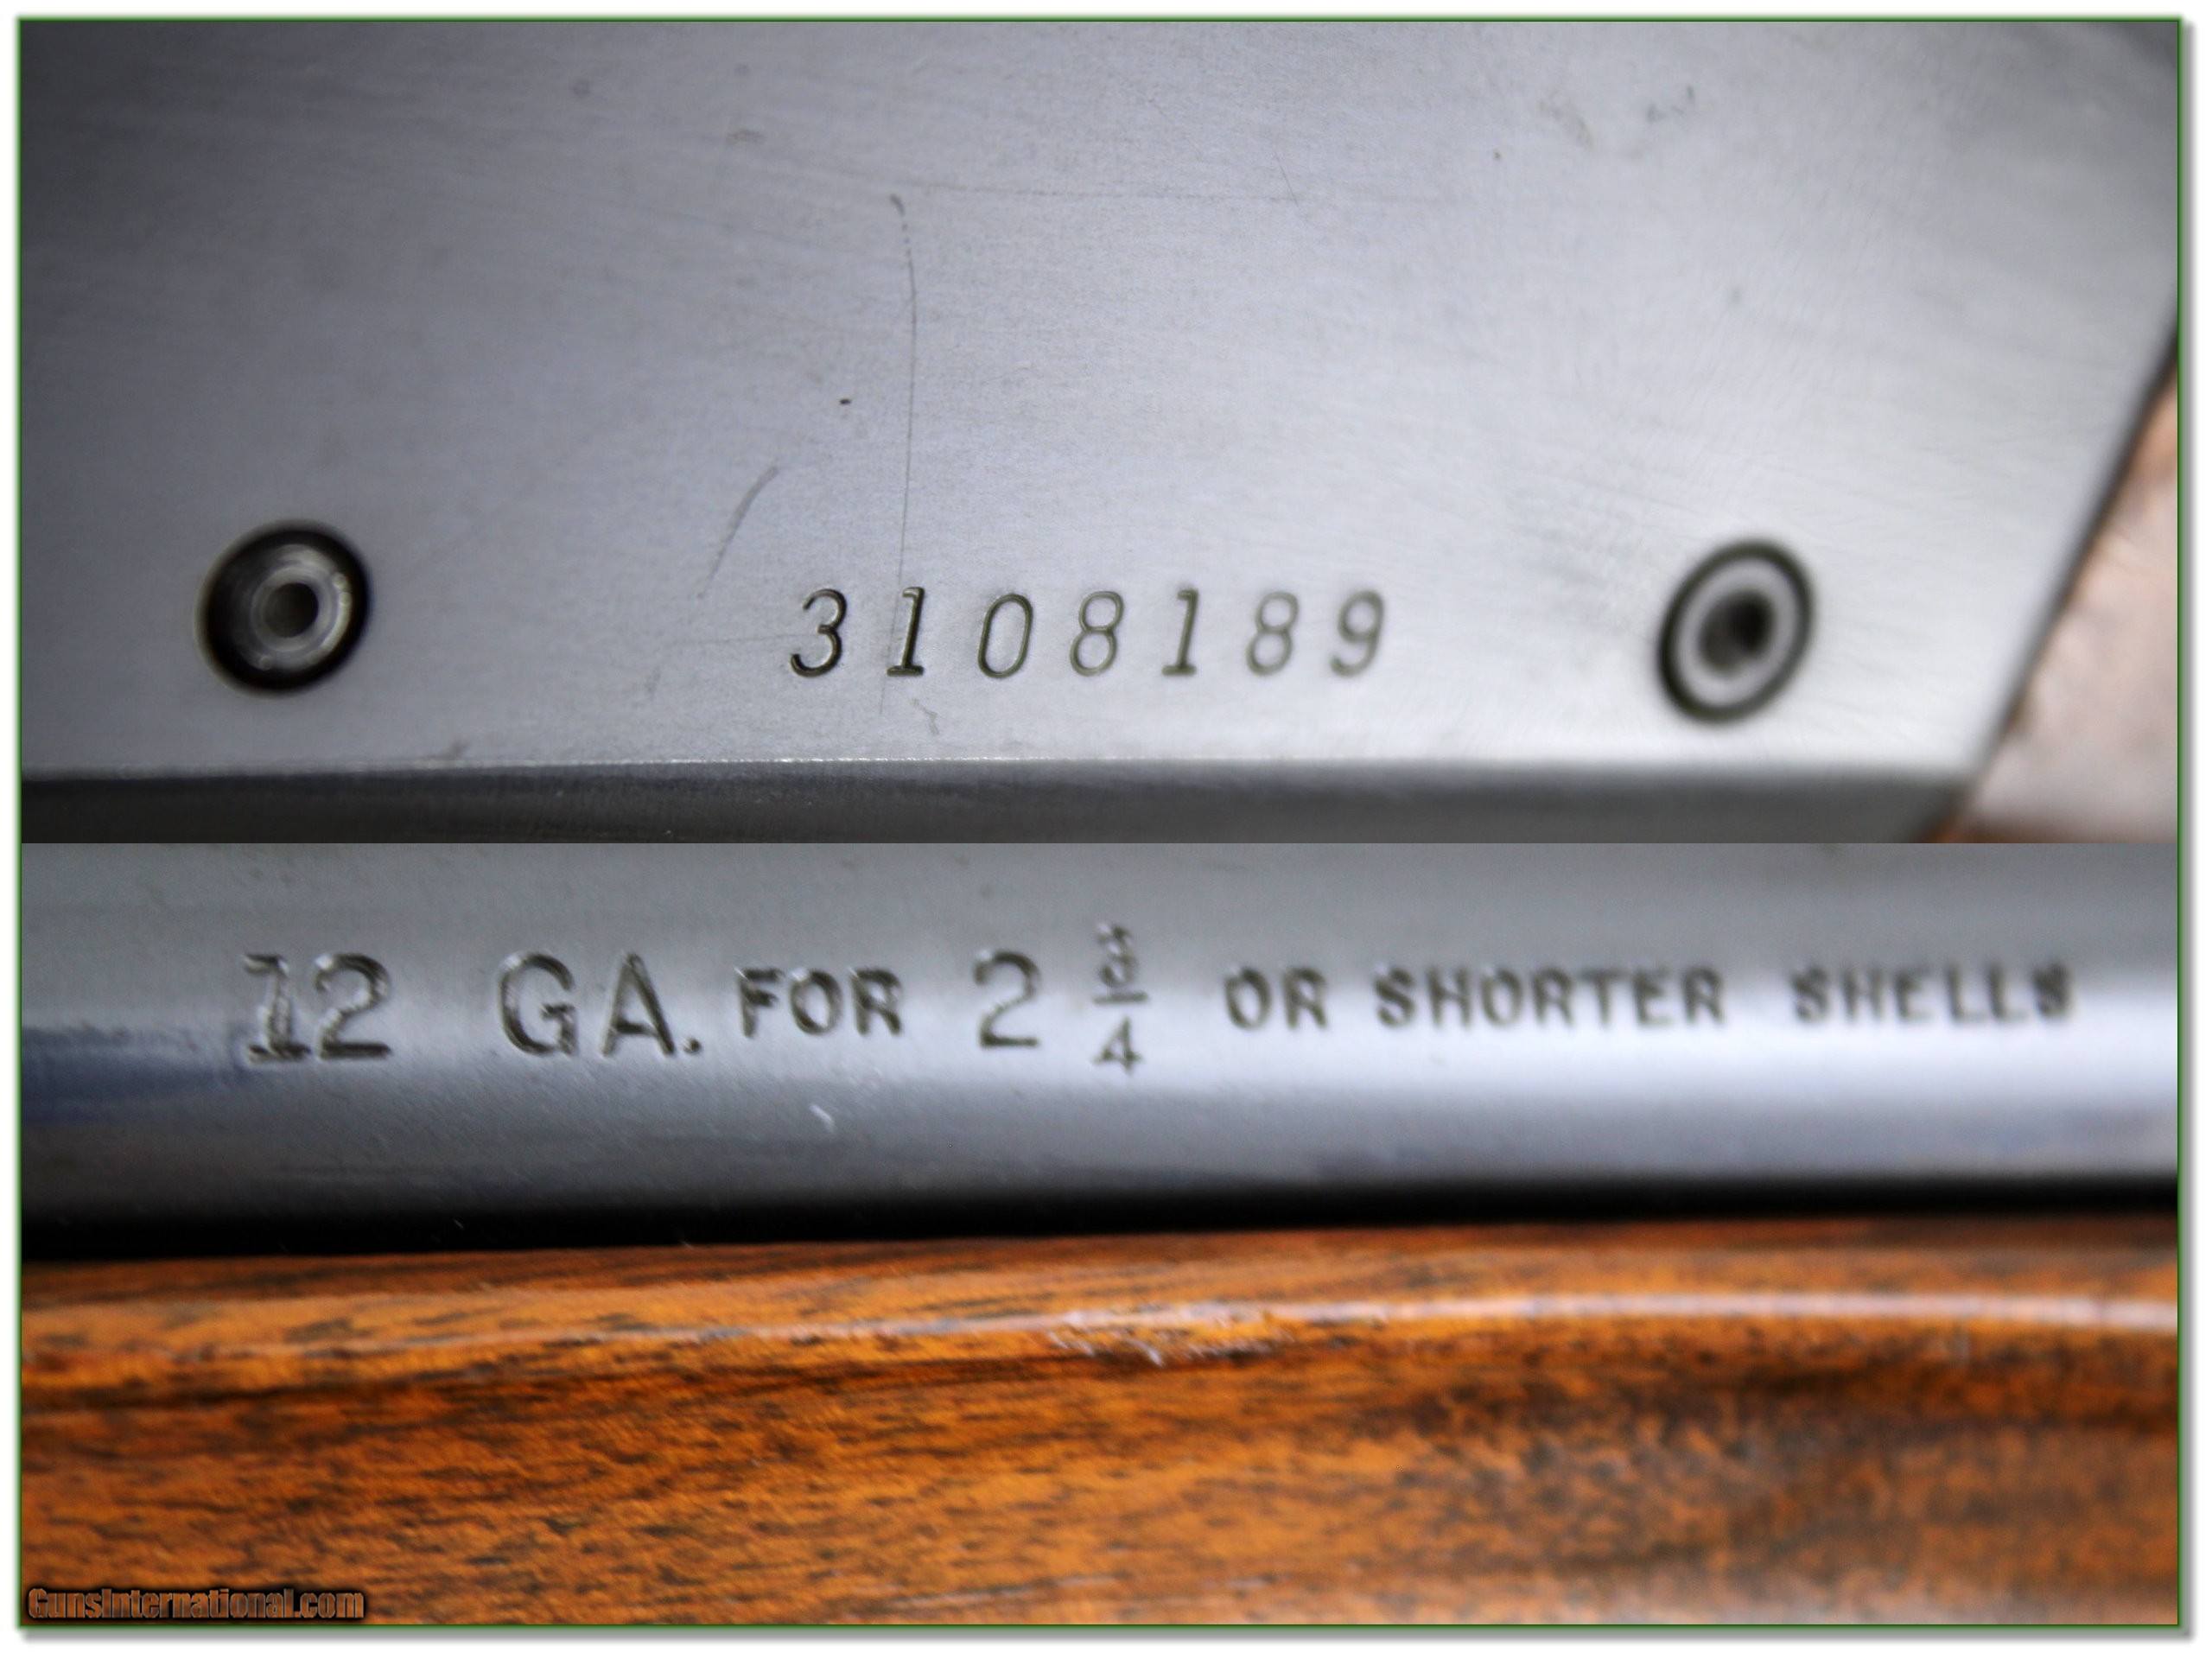 3108189
12 GA. FOR 2 3/4 OR SHORTER SHELLS
GunsInternational.com